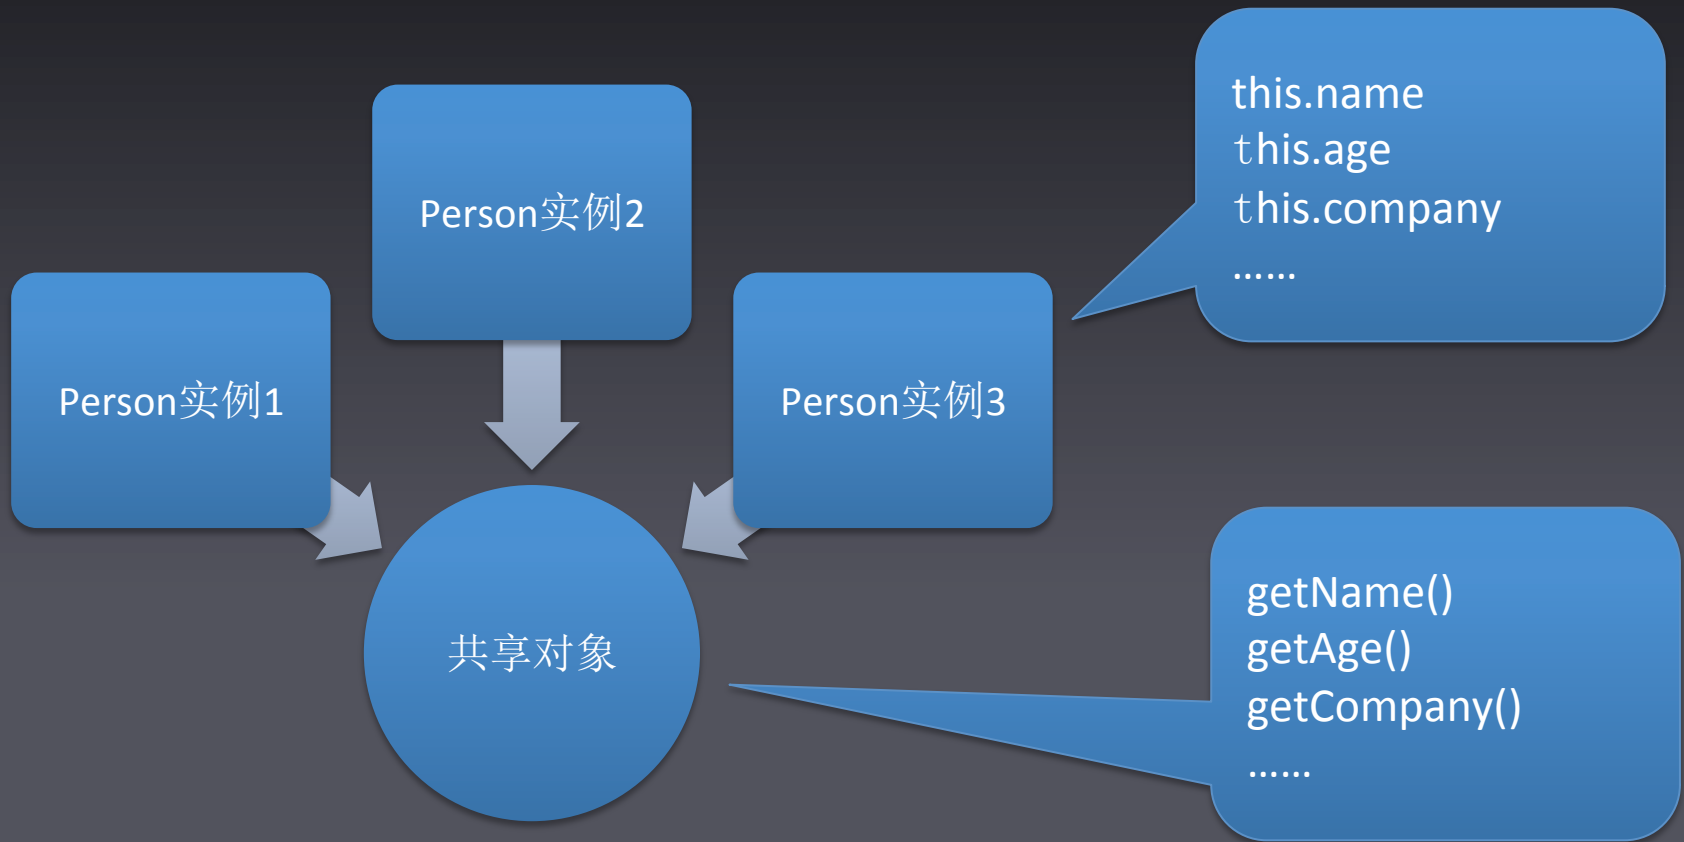 Person实例2
Person实例1
Person实例3
this.name
this.age
this.company
……
共享对象
getName()
getAge()
getCompany()
……